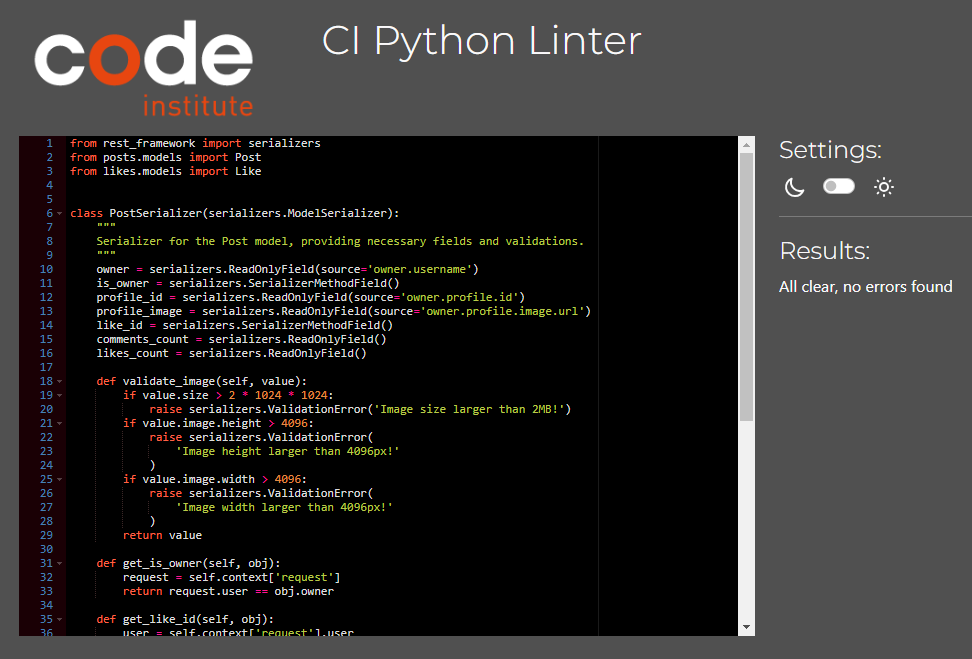 code
institute
CI Python Linter
1 from rest_framework import serializers
2 from posts.models import Post
3 from likes.models import Like
4
5
6 class PostSerializer(serializers.ModelSerializer):
7     """
8     Serializer for the Post model, providing necessary fields and validations.
9     """
10     owner = serializers.ReadOnlyField(source='owner.username')
11     is_owner = serializers.SerializerMethodField()
12     profile_id = serializers.ReadOnlyField(source='owner.profile.id')
13     profile_image = serializers.ReadOnlyField(source='owner.profile.image.url')
14     like_id = serializers.SerializerMethodField()
15     comments_count = serializers.ReadOnlyField()
16     likes_count = serializers.ReadOnlyField()
17
18     def validate_image(self, value):
19         if value.size > 2 * 1024 * 1024:
20             raise serializers.ValidationError('Image size larger than 2MB!')
21         if value.image.height > 4096:
22             raise serializers.ValidationError(
23                 'Image height larger than 4096px!'
24             )
25         if value.image.width > 4096:
26             raise serializers.ValidationError(
27                 'Image width larger than 4096px!'
28             )
29         return value
30
31     def get_is_owner(self, obj):
32         request = self.context['request']
33         return request.user == obj.owner
34
35     def get_like_id(self, obj):
36         user = self.context['request'].user
Settings:
Results:
All clear, no errors found